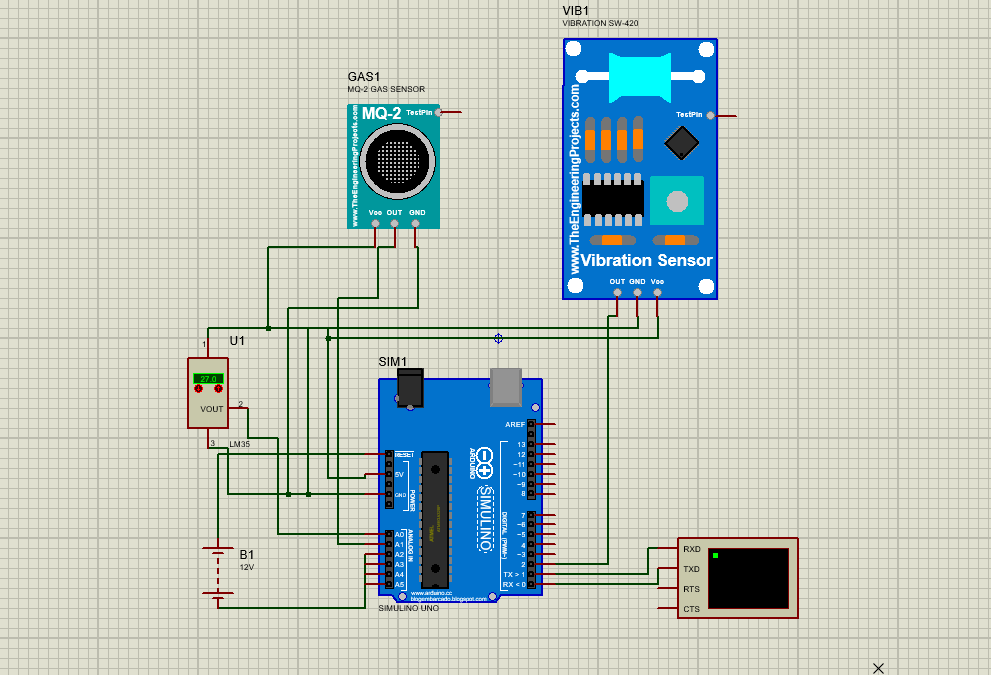 VIB1
VIBRATION SW-420
www.TheEngineeringProjects.com
TestPin
Vibration Sensor
OUT GND Vcc
GAS1
MQ-2 GAS SENSOR
www.TheEngineeringProjects.com
MQ-2 TestPin
Vcc OUT GND
U1
1
27.0
VOUT
2
3
LM35
B1
12V
SIM1
AREF
RESET
5V
GND
POWER
A0
A1
A2
A3
A4
A5
ANALOG IN
ARDUINO
SIMULINO
13
12
~11
~10
~9
8
7
~6
~5
4
~3
2
TX > 1
RX < 0
DIGITAL (PWM~)
www.arduino.cc
blogembarcado.blogspot.com
SIMULINO UNO
RXD
TXD
RTS
CTS